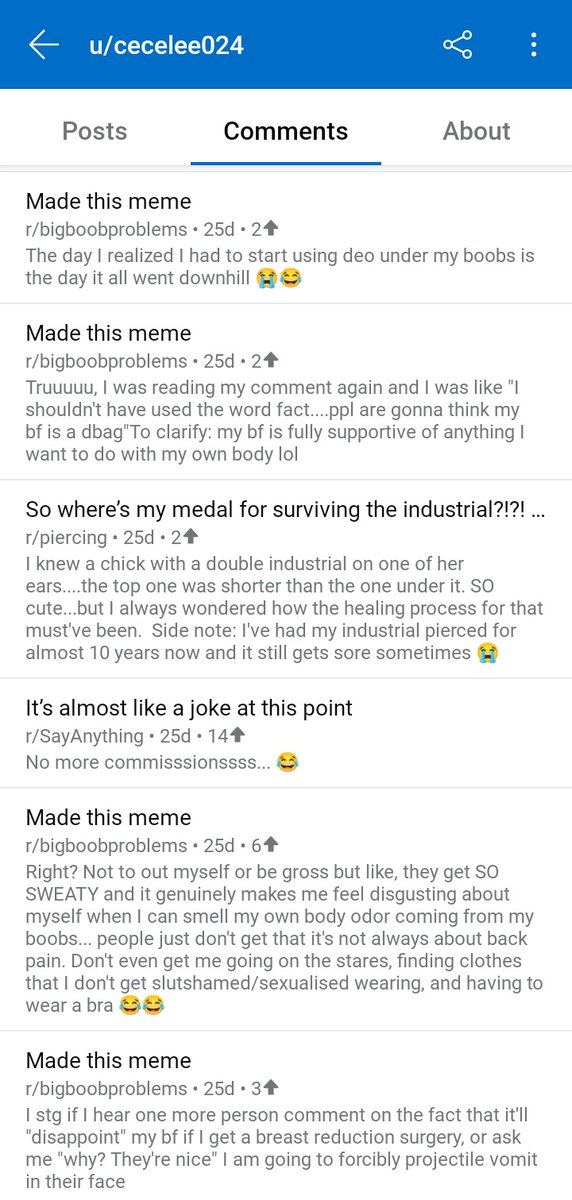 u/cecelee024
Posts Comments About
Made this meme
r/bigboobproblems • 25d • 2⬆
The day I realized I had to start using deo under my boobs is
the day it all went downhill 😭😂
Made this meme
r/bigboobproblems • 25d • 2⬆
Truuuuu, I was reading my comment again and I was like "I
shouldn't have used the word fact....ppl are gonna think my
bf is a dbag"To clarify: my bf is fully supportive of anything I
want to do with my own body lol
So where’s my medal for surviving the industrial?!?! ...
r/piercing • 25d • 2⬆
I knew a chick with a double industrial on one of her
ears....the top one was shorter than the one under it. SO
cute...but I always wondered how the healing process for that
must've been.  Side note: I've had my industrial pierced for
almost 10 years now and it still gets sore sometimes 😭
It’s almost like a joke at this point
r/SayAnything • 25d • 14⬆
No more commisssionssss... 😂
Made this meme
r/bigboobproblems • 25d • 6⬆
Right? Not to out myself or be gross but like, they get SO
SWEATY and it genuinely makes me feel disgusting about
myself when I can smell my own body odor coming from my
boobs... people just don't get that it's not always about back
pain. Don't even get me going on the stares, finding clothes
that I don't get slutshamed/sexualised wearing, and having to
wear a bra 😂😂
Made this meme
r/bigboobproblems • 25d • 3⬆
I stg if I hear one more person comment on the fact that it'll
"disappoint" my bf if I get a breast reduction surgery, or ask
me "why? They're nice" I am going to forcibly projectile vomit
in their face